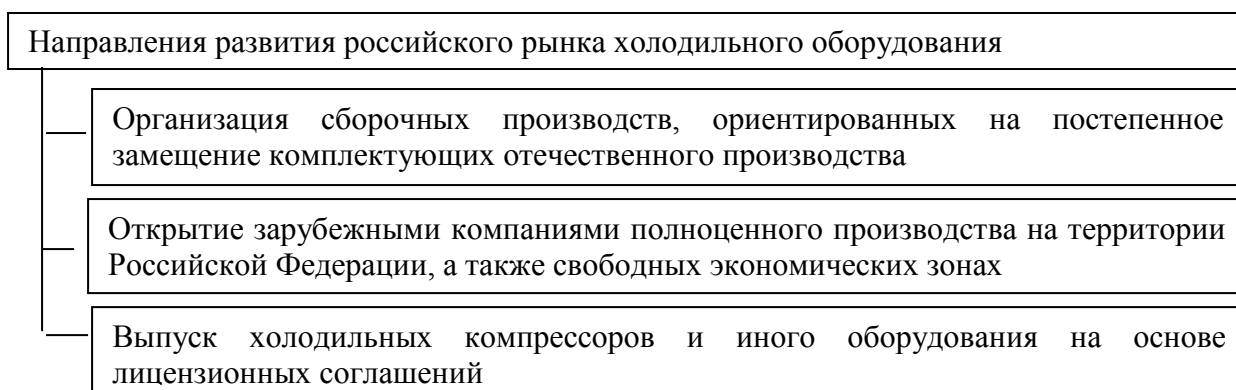 Направления развития российского рынка холодильного оборудования
Организация сборочных производств, ориентированных на постепенное
замещение комплектующих отечественного производства
Открытие зарубежными компаниями полноценного производства на территории
Российской Федерации, а также свободных экономических зонах
Выпуск холодильных компрессоров и иного оборудования на основе
лицензионных соглашений